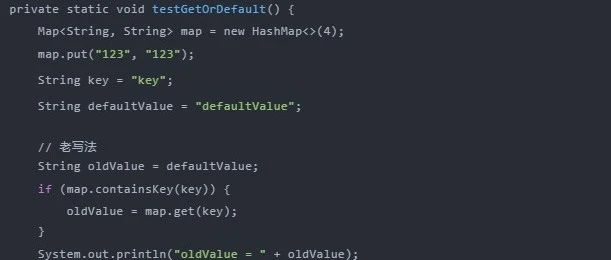 private static void testGetOrDefault() {
    Map<String, String> map = new HashMap<>(4);
    map.put("123", "123");
    String key = "key";
    String defaultValue = "defaultValue";
    // 老写法
    String oldValue = defaultValue;
    if (map.containsKey(key)) {
        oldValue = map.get(key);
    }
    System.out.println("oldValue = " + oldValue);